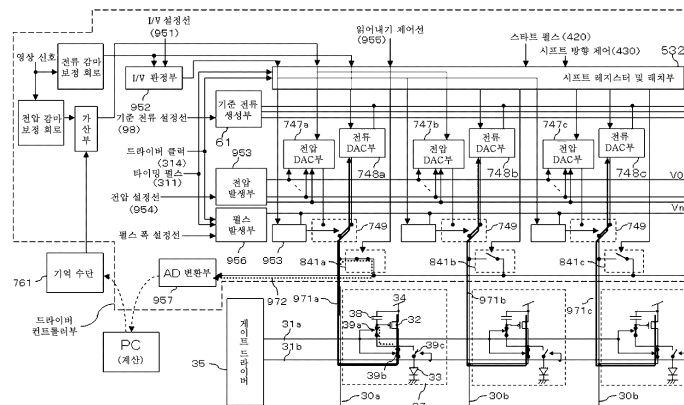 I/V 설정선
(951)
읽어내기 제어선
(955)
스타트 펄스 (420)
시프트 방향 제어(430)
532
영상 신호
전류 감마
보정 회로
I/V 판정부
952
시프트 레지스터 및 래치부
전압 감마
보정 회로
가
산
부
기준 전류 설정선
(98)
기준 전류
생성부
61
747a
747b
747c
전압
DAC부
전류
DAC부
전압
DAC부
전류
DAC부
전압
DAC부
전류
DAC부
748a
748b
748c
드라이버 클럭
(314)
타이밍 펄스
(311)
953
전압 설정선
(954)
전압
발생부
V0
Vn
펄스 폭 설정선
펄스
발생부
956
953
749
749
749
841a
841b
841c
761
기억 수단
AD 변환부
957
972
971a
971b
971c
드라이버
컨트롤러부
PC
(계산)
35
게
이
트
드
라
이
버
31a
31b
38
34
39a
32
39c
39b
33
37
30a
30b
30b